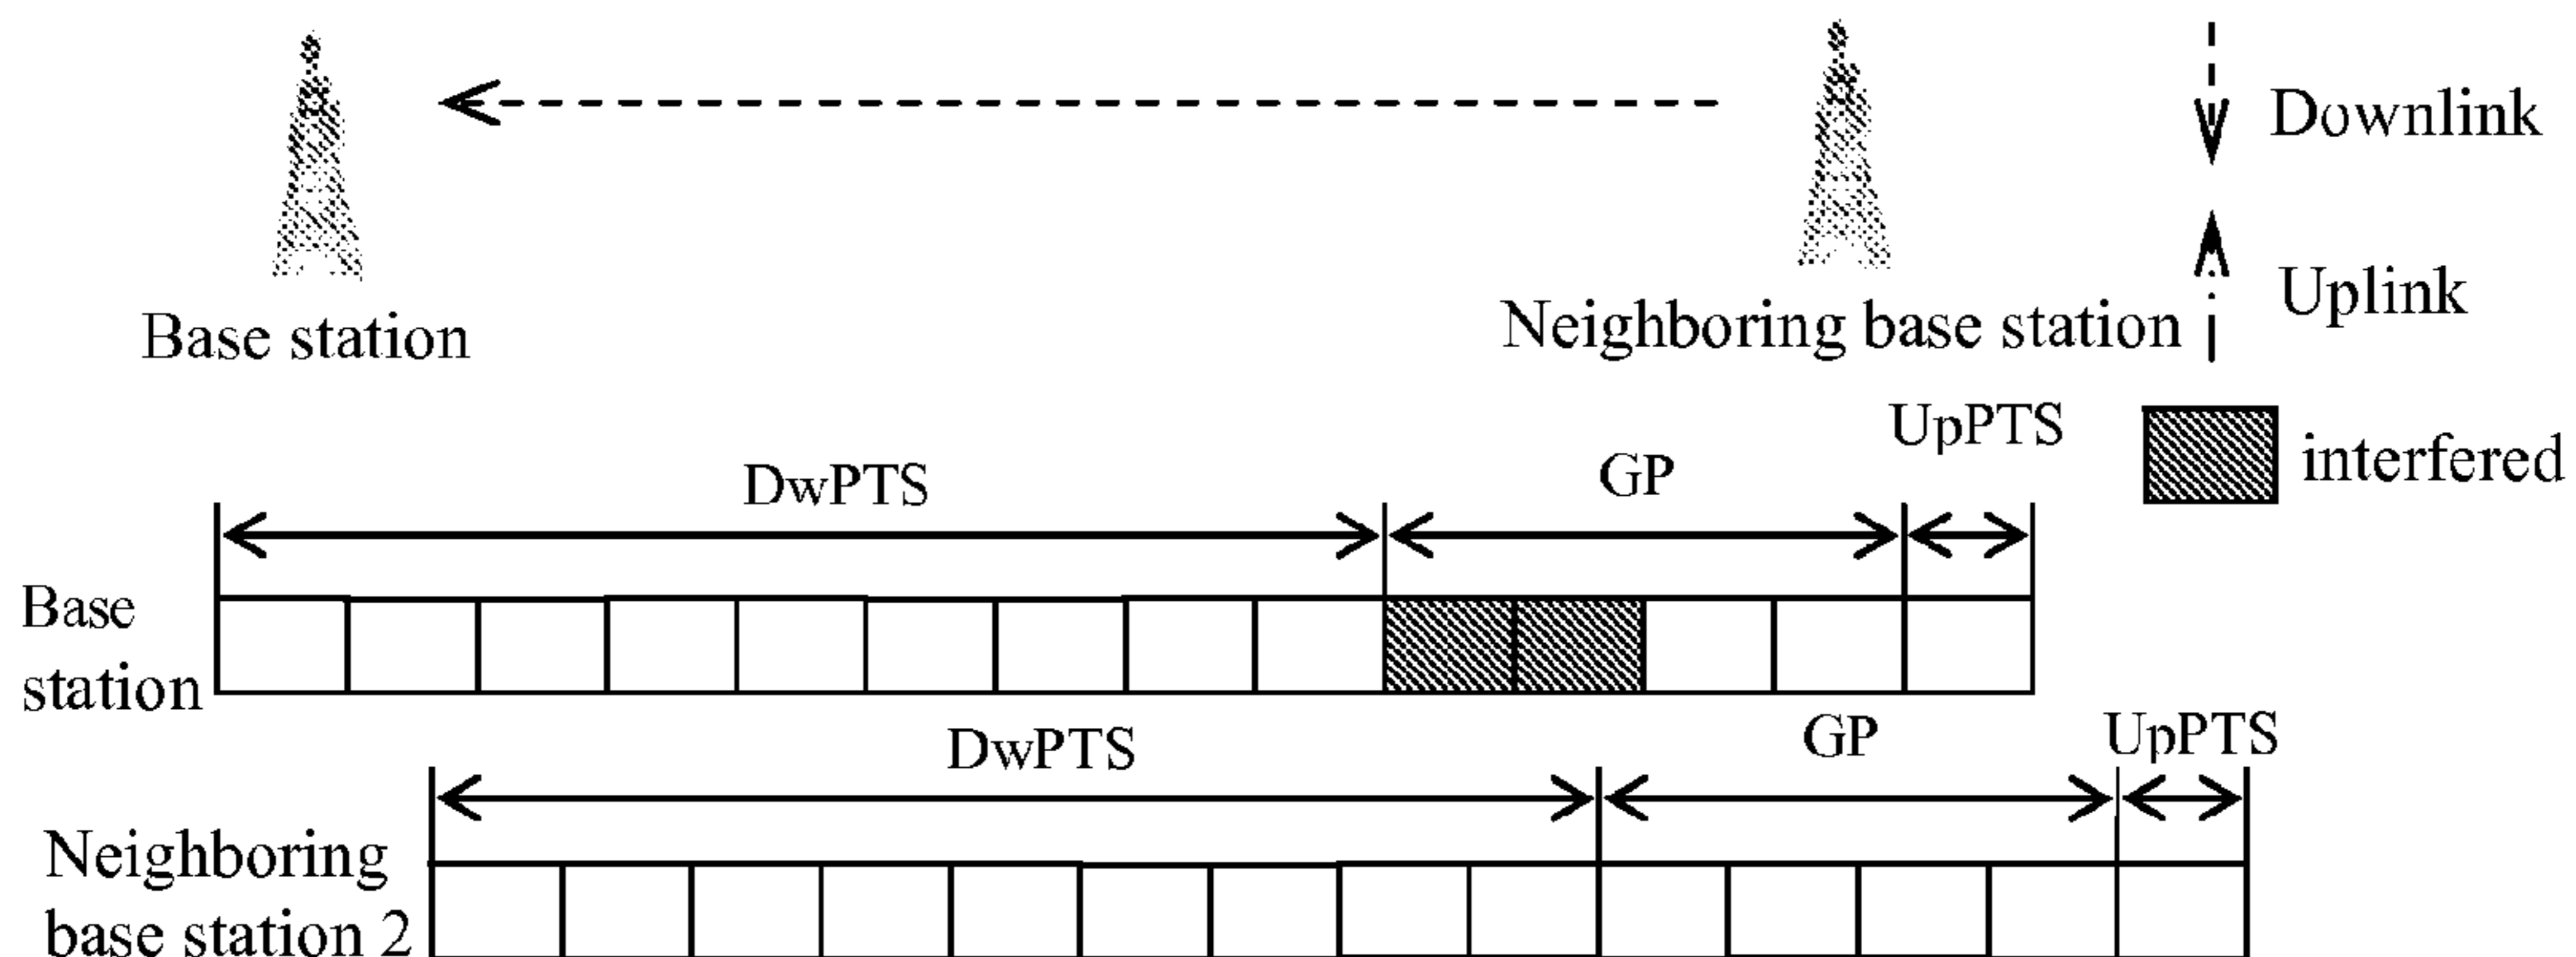 Downlink
Uplink
Base station
Neighboring base station
UpPTS
interfered
DwPTS
GP
Base
station
DwPTS
GP
UpPTS
Neighboring
base station 2